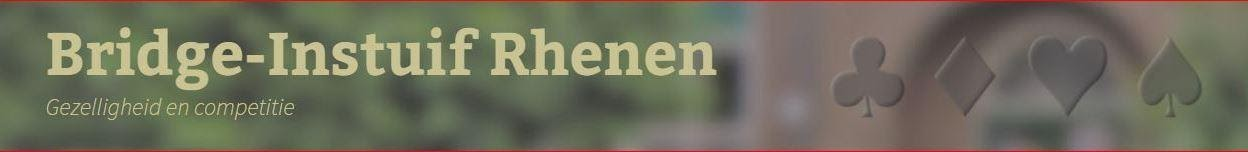 Bridge-Instuif Rhenen
Gezelligheid en competitie